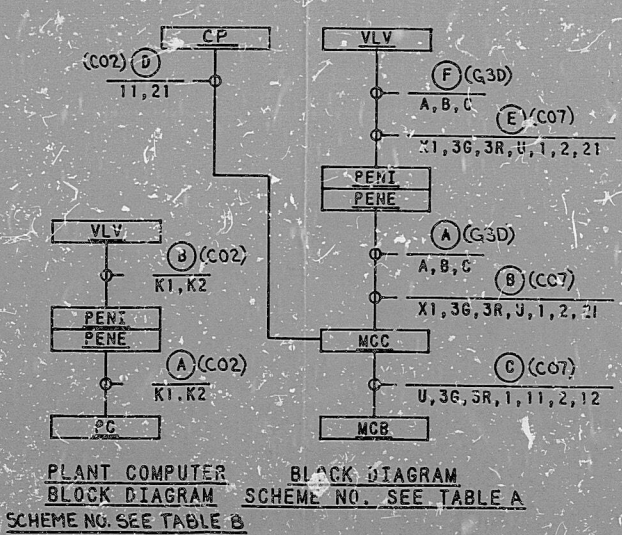 CP
(C02) D
11,21
VLV
F (G3D)
A,B,C
E (C07)
X1,3G,3R,U,1,2,21
PENI
PENE
A (G3D)
A,B,C
B (C07)
X1,3G,3R,U,1,2,21
MCC
C (C07)
U,3G,3R,1,11,2,12
MCB
VLV
B (C02)
K1,K2
PENI
PENE
A (C02)
K1,K2
PC
PLANT COMPUTER
BLOCK DIAGRAM
SCHEME NO. SEE TABLE B
BLOCK DIAGRAM
SCHEME NO. SEE TABLE A